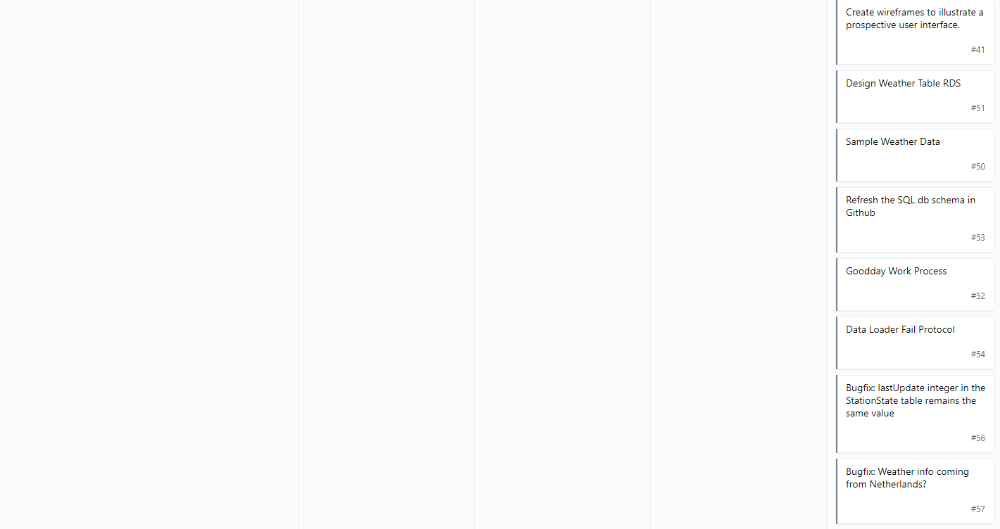 Create wireframes to illustrate a
prospective user interface.
#41
Design Weather Table RDS
#51
Sample Weather Data
#50
Refresh the SQL db schema in
Github
#53
Goodday Work Process
#52
Data Loader Fail Protocol
#54
Bugfix: lastUpdate integer in the
StationState table remains the
same value
#56
Bugfix: Weather info coming
from Netherlands?
#57